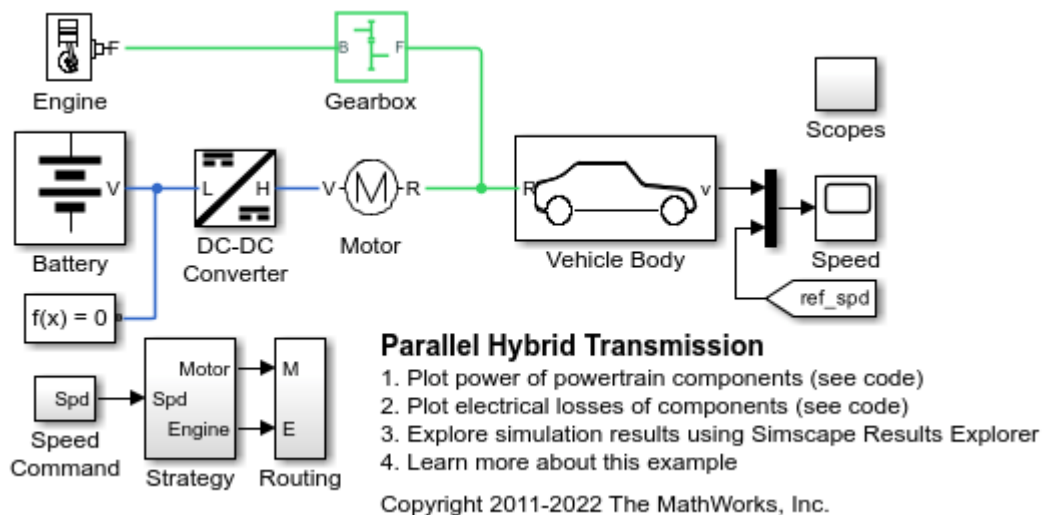 F
B
F
Engine
Gearbox
Scopes
V
L
H
V
M
R
R
v
Battery
DC-DC
Converter
Motor
Vehicle Body
Speed
ref_spd
f(x) = 0
Parallel Hybrid Transmission
1. Plot power of powertrain components (see code)
2. Plot electrical losses of components (see code)
3. Explore simulation results using Simscape Results Explorer
4. Learn more about this example
Copyright 2011-2022 The MathWorks, Inc.
Spd
Speed
Command
Motor
Spd
Engine
Strategy
M
E
Routing